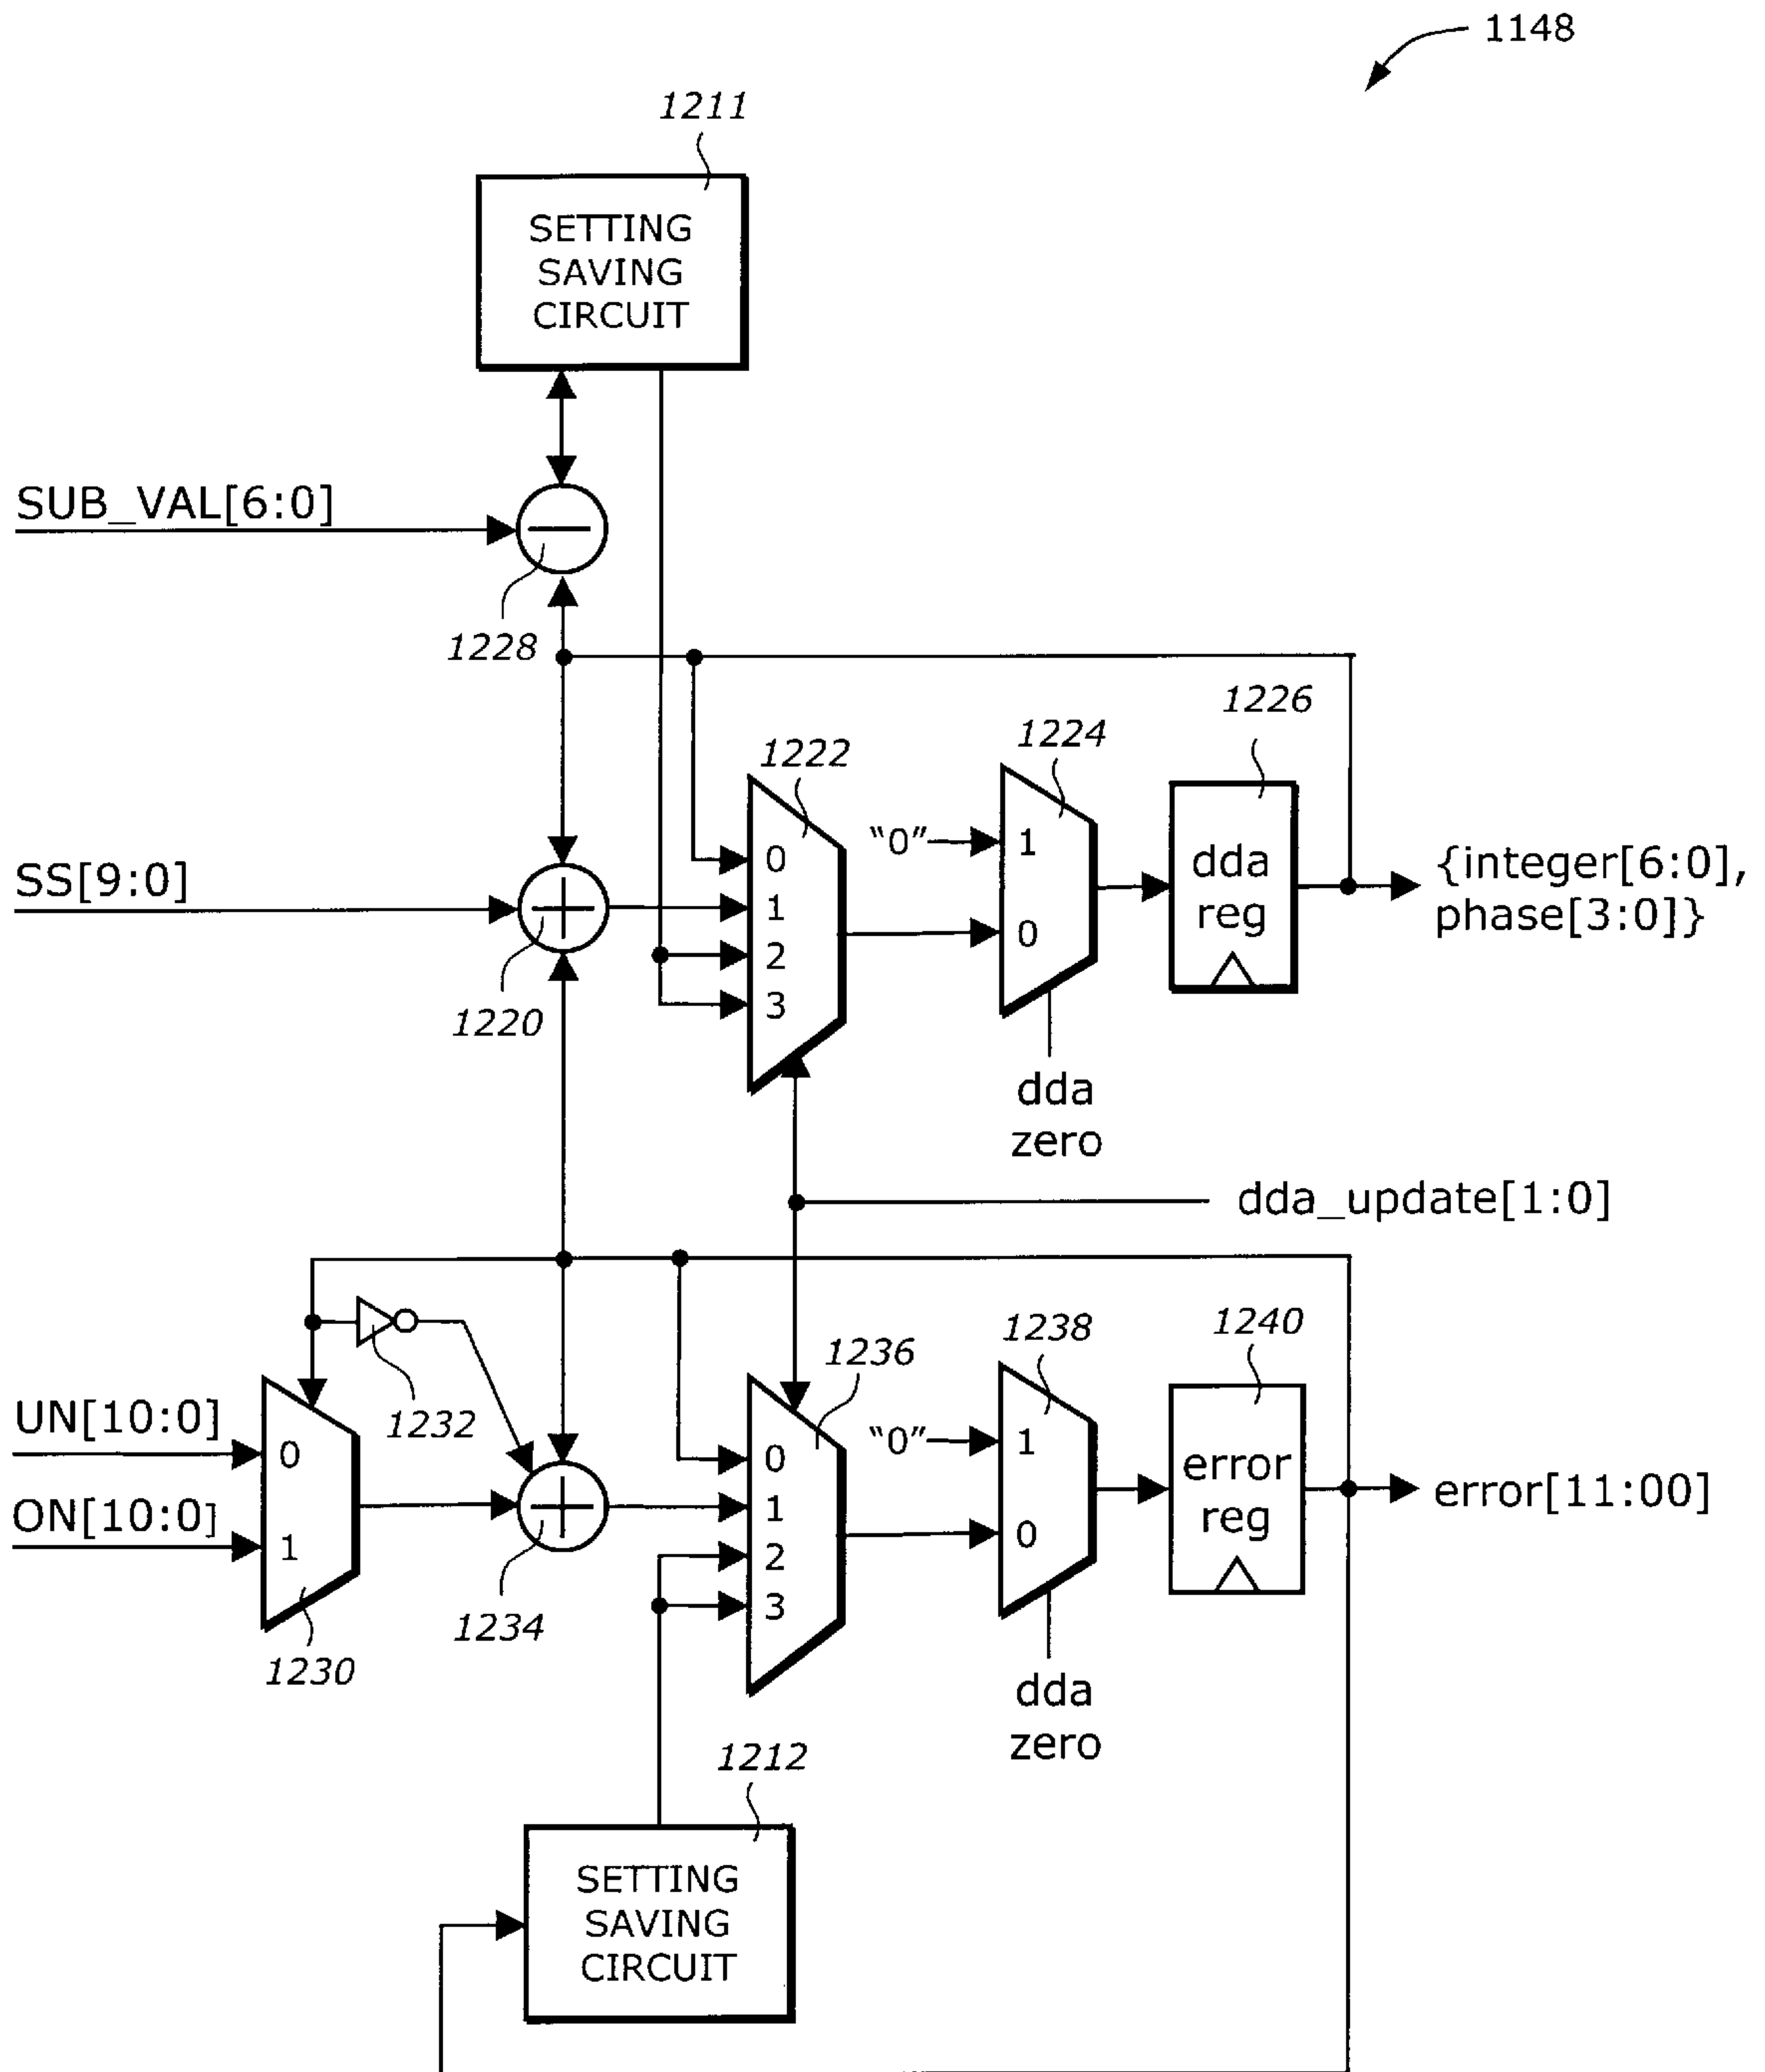 1148
1211
SETTING
SAVING
CIRCUIT
SUB_VAL[6:0]
1228
1226
1224
1222
"0"
1
0
0
1
2
3
dda
reg
{integer[6:0],
phase[3:0]}
SS[9:0]
1220
dda
zero
dda_update[1:0]
1240
1238
1236
1232
UN[10:0]
0
ON[10:0]
1
"0"
1
0
0
1
2
3
error
reg
error[11:00]
1234
1230
dda
zero
1212
SETTING
SAVING
CIRCUIT